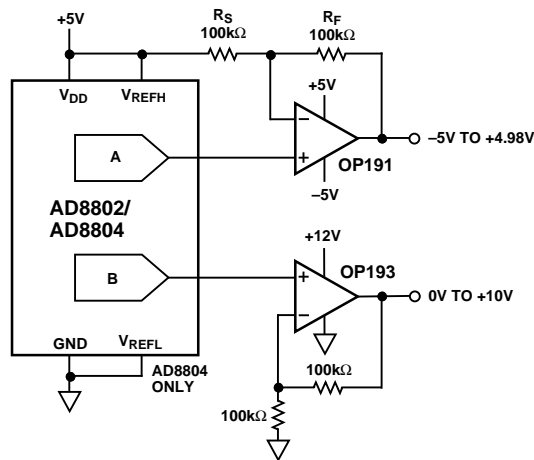 +5V
RS
100kΩ
RF
100kΩ
VDD
VREFH
+5V
−
+
A
–5V TO +4.98V
OP191
–5V
AD8802/
AD8804
+12V
OP193
B
+
−
0V TO +10V
GND
VREFL
AD8804
ONLY
100kΩ
100kΩ